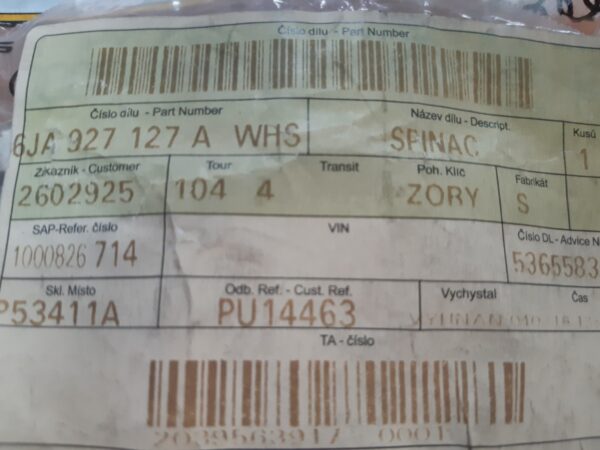 Číslo dílu - Part Number
Číslo dílu - Part Number Název dílu - Descript. Kusů
6JA 927 127 A WHS SPINAC 1
Zákazník - Customer Tour Transit Poh. Klíč Fabrikát
2602925 104 4 ZORY S
SAP-Refer. číslo VIN Číslo DL - Advice N
1000826 714 5365583
Skl. Místo Odb. Ref. - Cust. Ref. Vychystal Čas
P53411A PU14463
TA - číslo
2039563917 0001